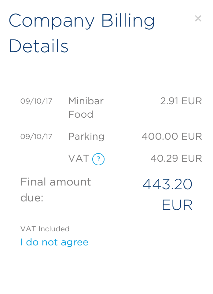 Company Billing ×
Details
09/10/17 Minibar 2.91 EUR
Food
09/10/17 Parking 400.00 EUR
VAT ? 40.29 EUR
Final amount 443.20
due: EUR
VAT Included
I do not agree